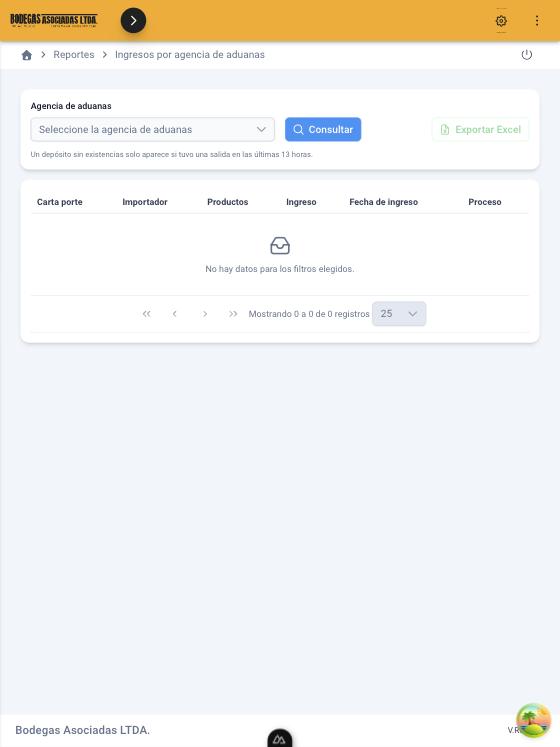 BODEGAS ASOCIADAS LTDA.
Reportes
Ingresos por agencia de aduanas
Agencia de aduanas
Seleccione la agencia de aduanas
Consultar
Exportar Excel
Un depósito sin existencias solo aparece si tuvo una salida en las últimas 13 horas.
Carta porte Importador Productos Ingreso Fecha de ingreso Proceso
No hay datos para los filtros elegidos.
Mostrando 0 a 0 de 0 registros 25
Bodegas Asociadas LTDA.